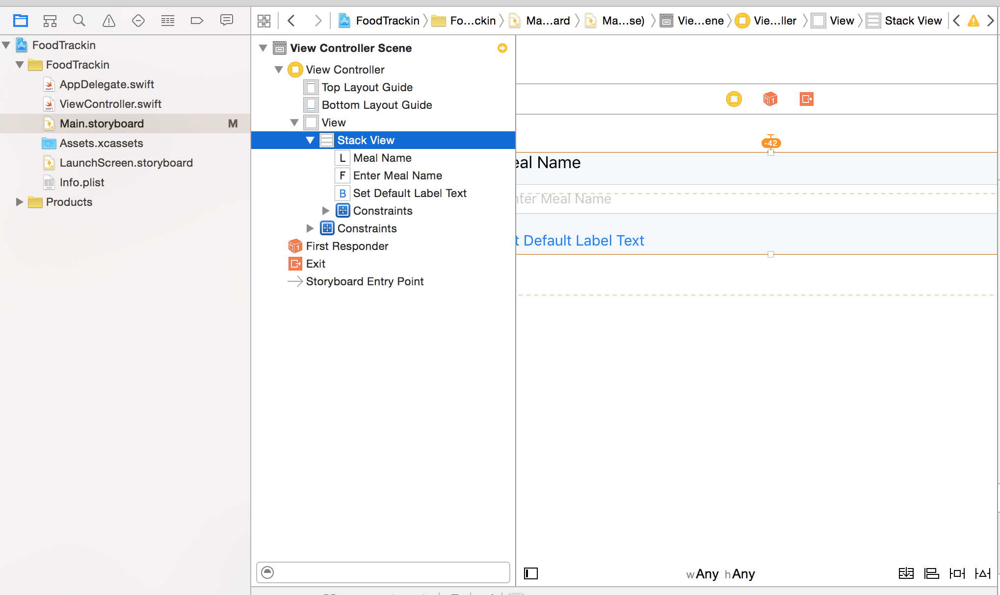 FoodTrackin
Fo...ckin
Ma...ard
Ma...se)
Vie...ene
Vie...ller
View
Stack View
FoodTrackin
FoodTrackin
AppDelegate.swift
ViewController.swift
Main.storyboard
M
Assets.xcassets
LaunchScreen.storyboard
Info.plist
Products
View Controller Scene
View Controller
Top Layout Guide
Bottom Layout Guide
View
Stack View
L Meal Name
F Enter Meal Name
B Set Default Label Text
Constraints
Constraints
First Responder
Exit
Storyboard Entry Point
-42
eal Name
nter Meal Name
t Default Label Text
wAny hAny